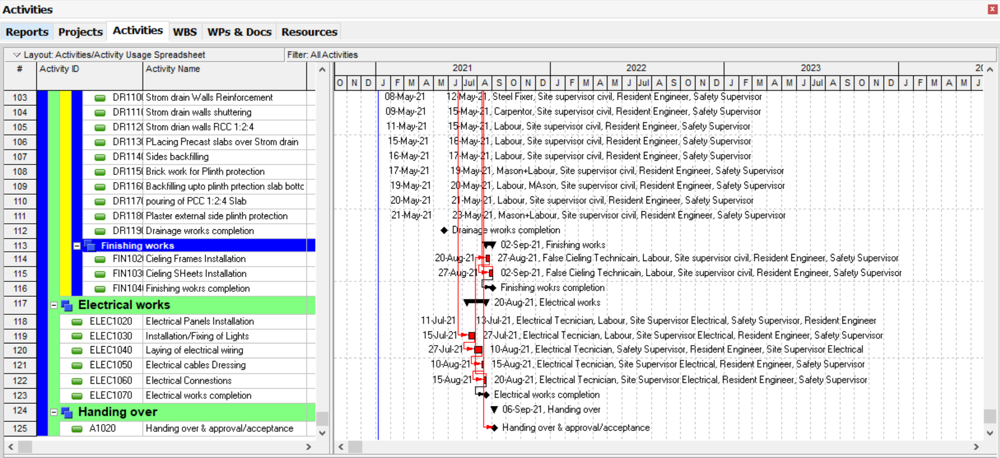 Activities
Reports Projects Activities WBS WPs & Docs Resources
Layout: Activities/Activity Usage Spreadsheet Filter: All Activities
# Activity ID Activity Name
2021 2022 2023 20
O N D J F M A M J Jul A S O N D J F M A M J Jul A S O N D J F M A M J Jul A S O N D J F M A M J
103 DR1100 Strom drain Walls Reinforcement 08-May-21 12-May-21, Steel Fixer, Site supervisor civil, Resident Engineer, Safety Supervisor
104 DR1110 Strom drain walls shuttering 09-May-21 15-May-21, Carpentor, Site supervisor civil, Resident Engineer, Safety Supervisor
105 DR1120 Strom drian walls RCC 1:2:4 11-May-21 15-May-21, Labour, Site supervisor civil, Resident Engineer, Safety Supervisor
106 DR1130 PLacing Precast slabs over Strom drain 15-May-21 16-May-21, Labour, Site supervisor civil, Resident Engineer, Safety Supervisor
107 DR1140 Sides backfilling 16-May-21 17-May-21, Labour, Site supervisor civil, Resident Engineer, Safety Supervisor
108 DR1150 Brick work for Plinth protection 17-May-21 19-May-21, Mason+Labour, Site supervisor civil, Resident Engineer, Safety Supervisor
109 DR1160 Backfilling upto plinth prtection slab bottc 19-May-21 20-May-21, Labour, MAson, Site supervisor civil, Resident Engineer, Safety Supervisor
110 DR1170 pouring of PCC 1:2:4 Slab 20-May-21 21-May-21, Labour, Site supervisor civil, Resident Engineer, Safety Supervisor
111 DR1180 Plaster external side plinth protection 21-May-21 23-May-21, Mason+Labour, Site supervisor civil, Resident Engineer, Safety Supervisor
112 DR1190 Drainage works completion Drainage works completion
113 Finishing works 02-Sep-21, Finishing works
114 FIN102 Cieling Frames Installation 20-Aug-21 27-Aug-21, False Cieling Technicain, Labour, Site supervisor civil, Resident Engineer, Safety Supervisor
115 FIN103 Cieling SHeets Installation 27-Aug-21 02-Sep-21, False Cieling Technicain, Labour, Site supervisor civil, Resident Engineer, Safety Supervisor
116 FIN104 Finishing wokrs completion Finishing wokrs completion
117 Electrical works 20-Aug-21, Electrical works
118 ELEC1020 Electrical Panels Installation 11-Jul-21 13-Jul-21, Electrical Tecnician, Labour, Site Supervisor Electrical, Safety Supervisor, Resident Engineer
119 ELEC1030 Installation/Fixing of Lights 15-Jul-21 27-Jul-21, Electrical Tecnician, Labour, Site Supervisor Electrical, Resident Engineer, Safety Supervisor
120 ELEC1040 Laying of electrical wiring 27-Jul-21 10-Aug-21, Electrical Tecnician, Safety Supervisor, Resident Engineer, Site Supervisor Electrical
121 ELEC1050 Electrical cables Dressing 10-Aug-21 15-Aug-21, Electrical Tecnician, Site Supervisor Electrical, Resident Engineer, Safety Supervisor
122 ELEC1060 Electrical Connestions 15-Aug-21 20-Aug-21, Electrical Tecnician, Site Supervisor Electrical, Resident Engineer, Safety Supervisor
123 ELEC1070 Electrical works completion Electrical works completion
124 Handing over 06-Sep-21, Handing over
125 A1020 Handing over & approval/acceptance Handing over & approval/acceptance